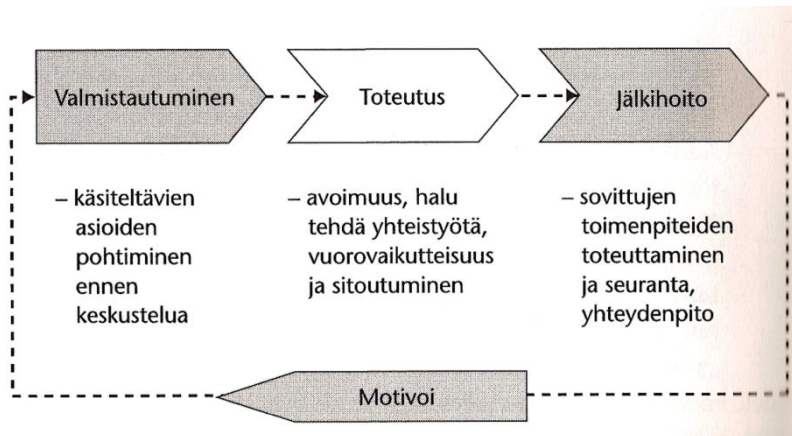 Valmistautuminen
Toteutus
Jälkihoito
– käsiteltävien
asioiden
pohtiminen
ennen
keskustelua
– avoimuus, halu
tehdä yhteistyötä,
vuorovaikutteisuus
ja sitoutuminen
– sovittujen
toimenpiteiden
toteuttaminen
ja seuranta,
yhteydenpito
Motivoi